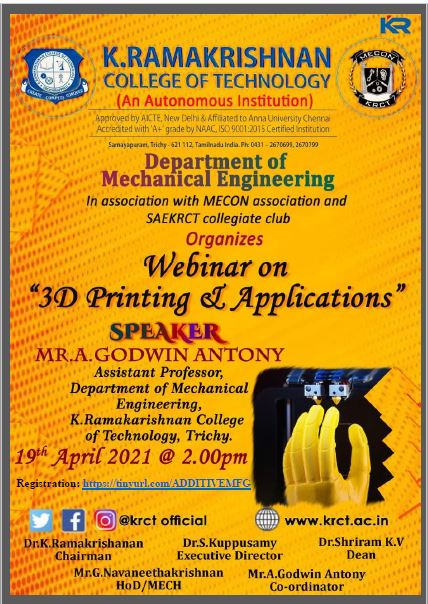 KR
K.RAMAKRISHNAN
COLLEGE OF TECHNOLOGY
(An Autonomous Institution)
MECON
KRCT
Approved by AICTE, New Delhi & Affiliated to Anna University Chennai
Accredited with 'A+' grade by NAAC, ISO 9001:2015 Certified Institution
Samayapuram, Trichy - 621 112, Tamilnadu India. Ph: 0431 - 2670699, 2670799
Department of
Mechanical Engineering
In association with MECON association and
SAEKRCT collegiate club
Organizes
Webinar on
“3D Printing & Applications”
SPEAKER
MR.A.GODWIN ANTONY
Assistant Professor,
Department of Mechanical
Engineering,
K.Ramakarishnan College
of Technology, Trichy.
19th April 2021 @ 2.00pm
Registration: https://tinyurl.com/ADDITIVEMFG
@krct official
www.krct.ac.in
Dr.K.Ramakrishanan
Chairman
Dr.S.Kuppusamy
Executive Director
Dr.Shriram K.V
Dean
Mr.G.Navaneethakrishnan
HoD/MECH
Mr.A.Godwin Antony
Co-ordinator